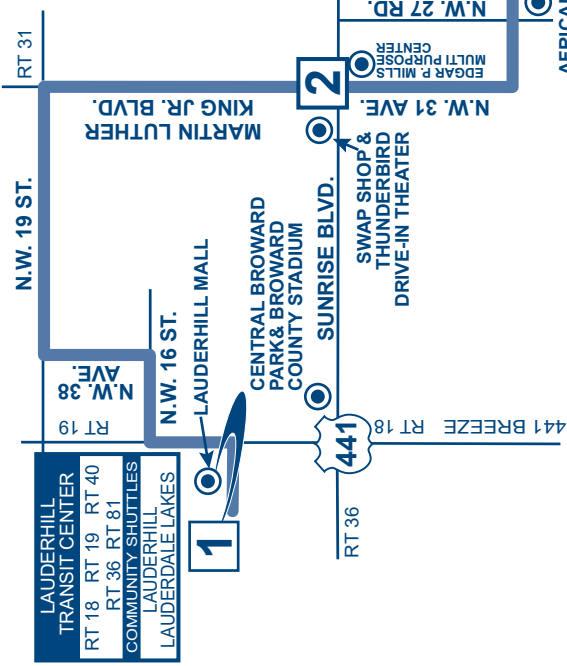 RT 31
N.W. 27 RD.
AFRICAN
EDGAR P. MILLS
MULTI PURPOSE
CENTER
N.W. 31 AVE.
2
MARTIN LUTHER
KING JR. BLVD.
N.W. 19 ST.
SWAP SHOP &
THUNDERBIRD
DRIVE-IN THEATER
SUNRISE BLVD.
CENTRAL BROWARD
PARK& BROWARD
COUNTY STADIUM
LAUDERHILL MALL
N.W. 16 ST.
N.W. 38
AVE.
RT 19
441
RT 18
441 BREEZE
RT 36
1
LAUDERHILL
TRANSIT CENTER
RT 18 RT 19 RT 40
RT 36 RT 81
COMMUNITY SHUTTLES
LAUDERHILL
LAUDERDALE LAKES